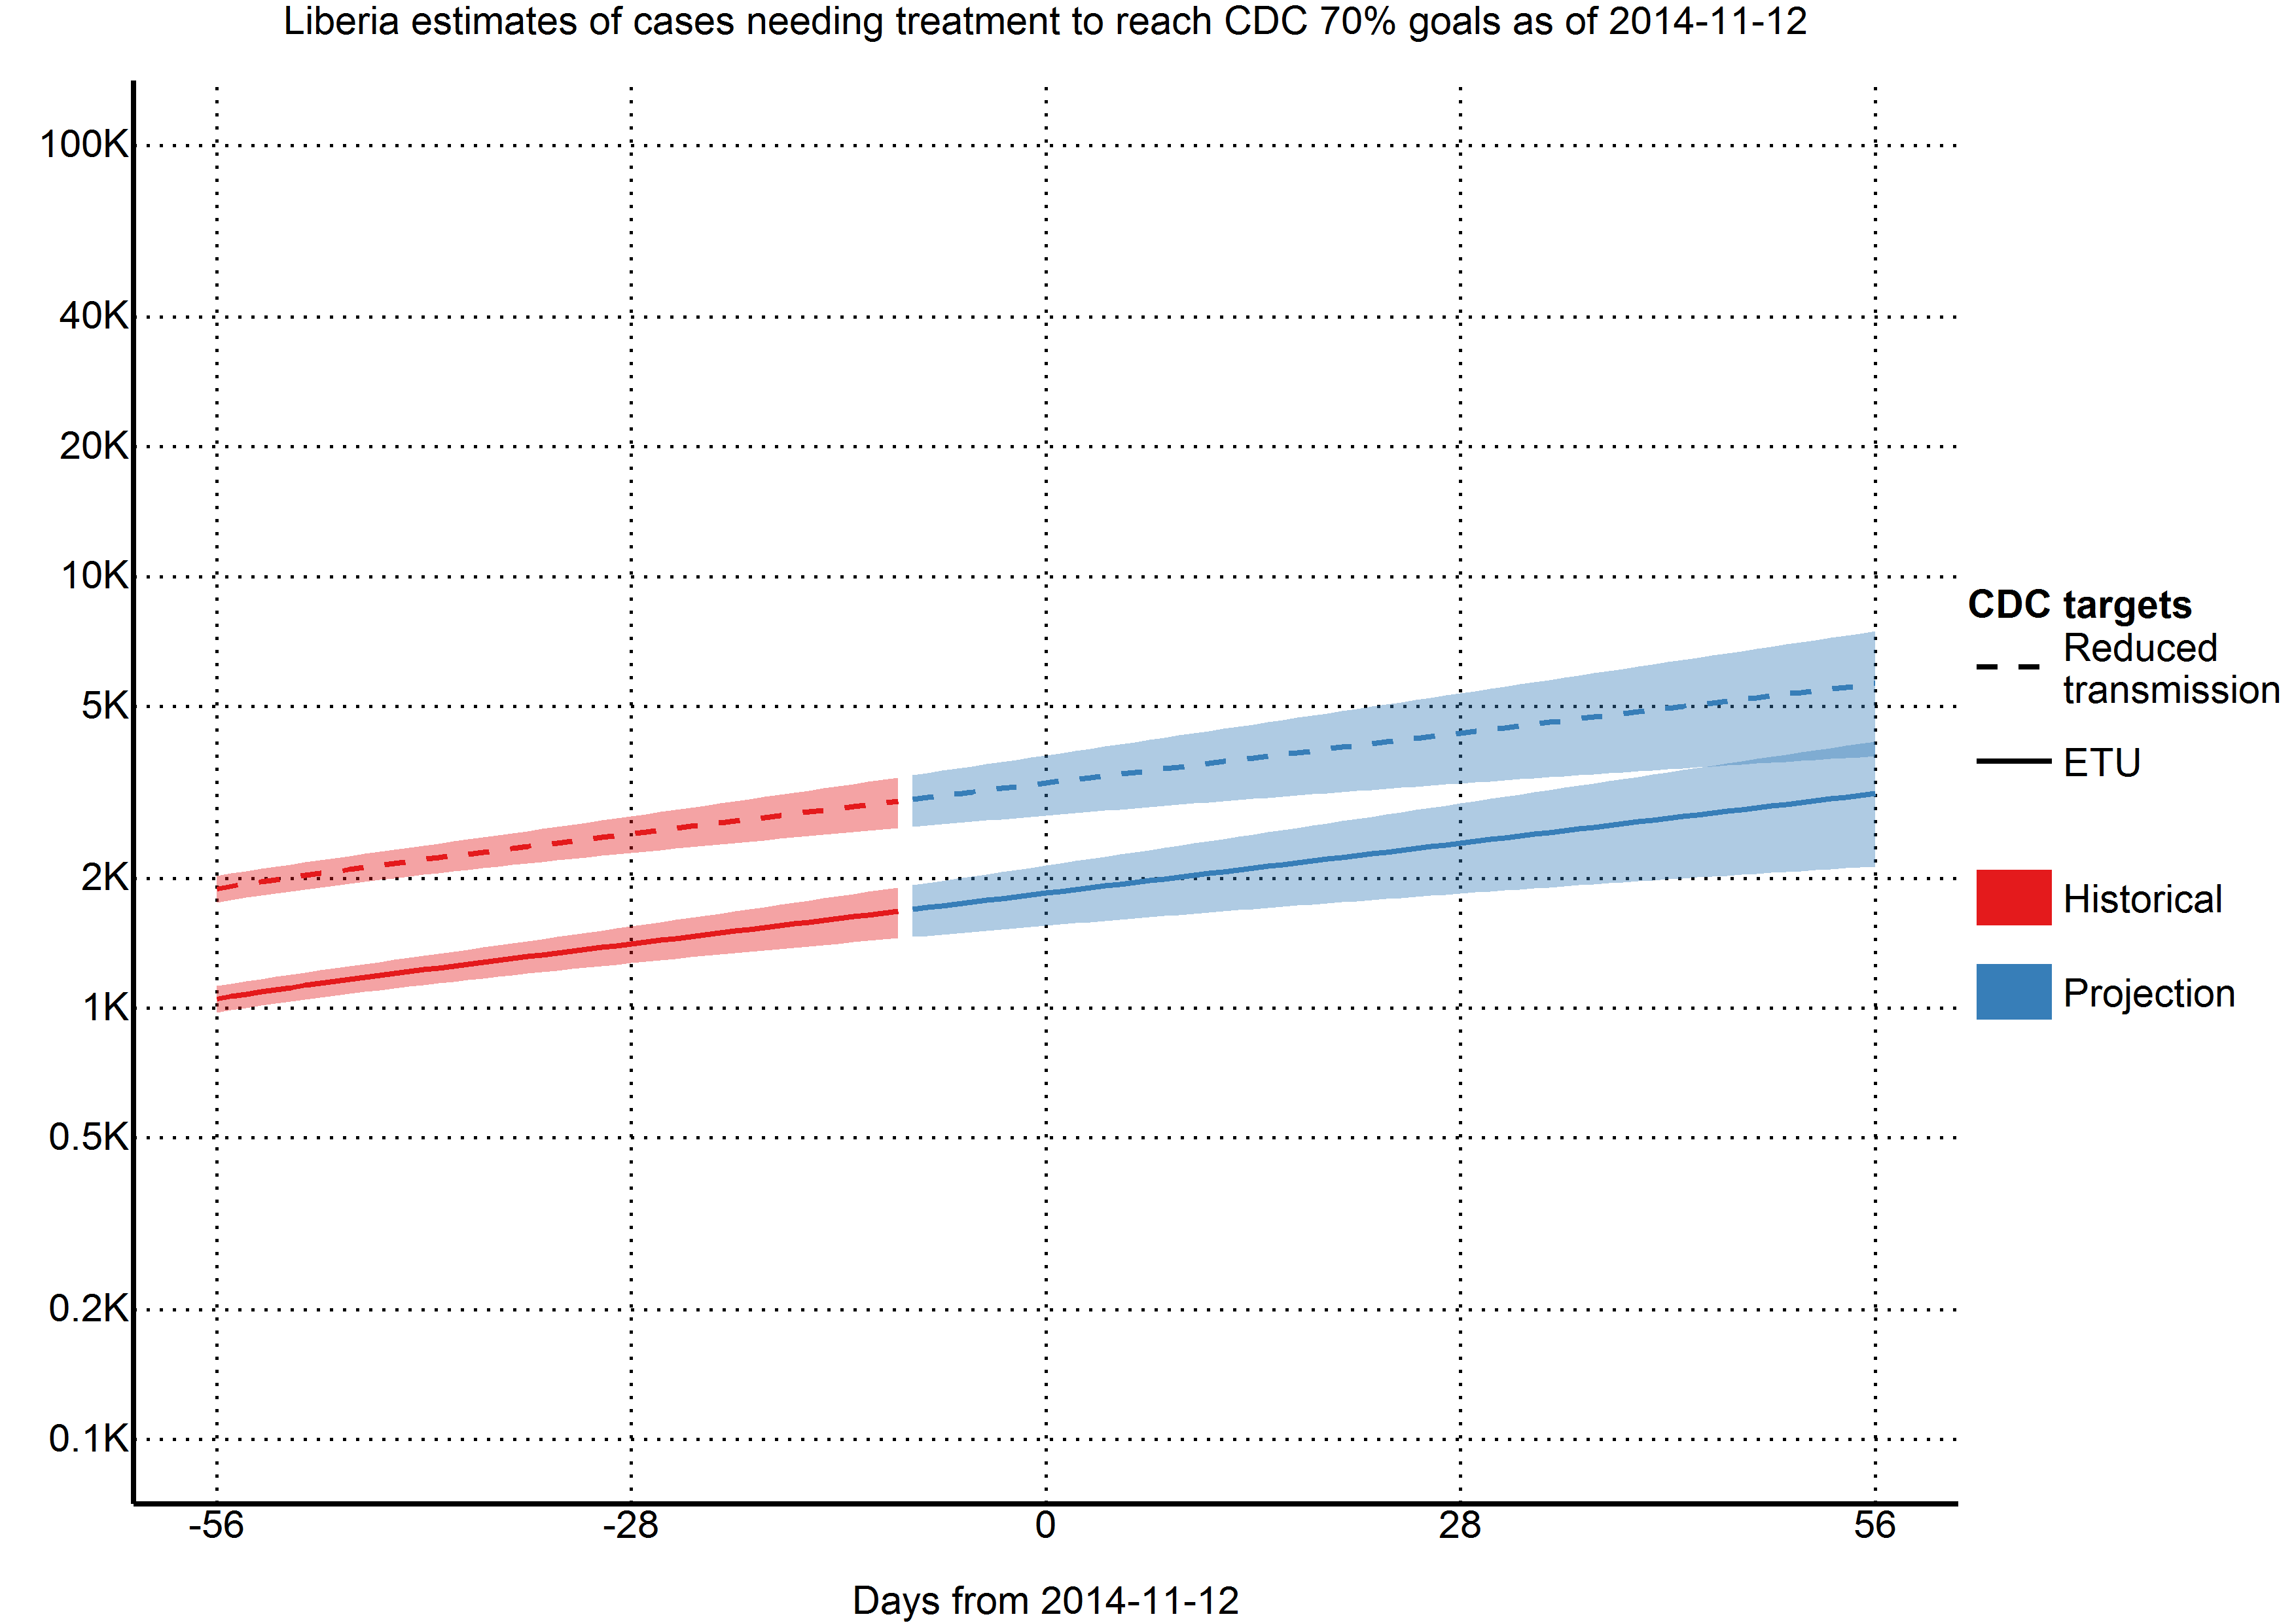 Liberia estimates of cases needing treatment to reach CDC 70% goals as of 2014-11-12
100K
40K
20K
10K
5K
2K
1K
0.5K
0.2K
0.1K
-56
-28
0
28
56
Days from 2014-11-12
CDC targets
Reduced
transmission
ETU
Historical
Projection